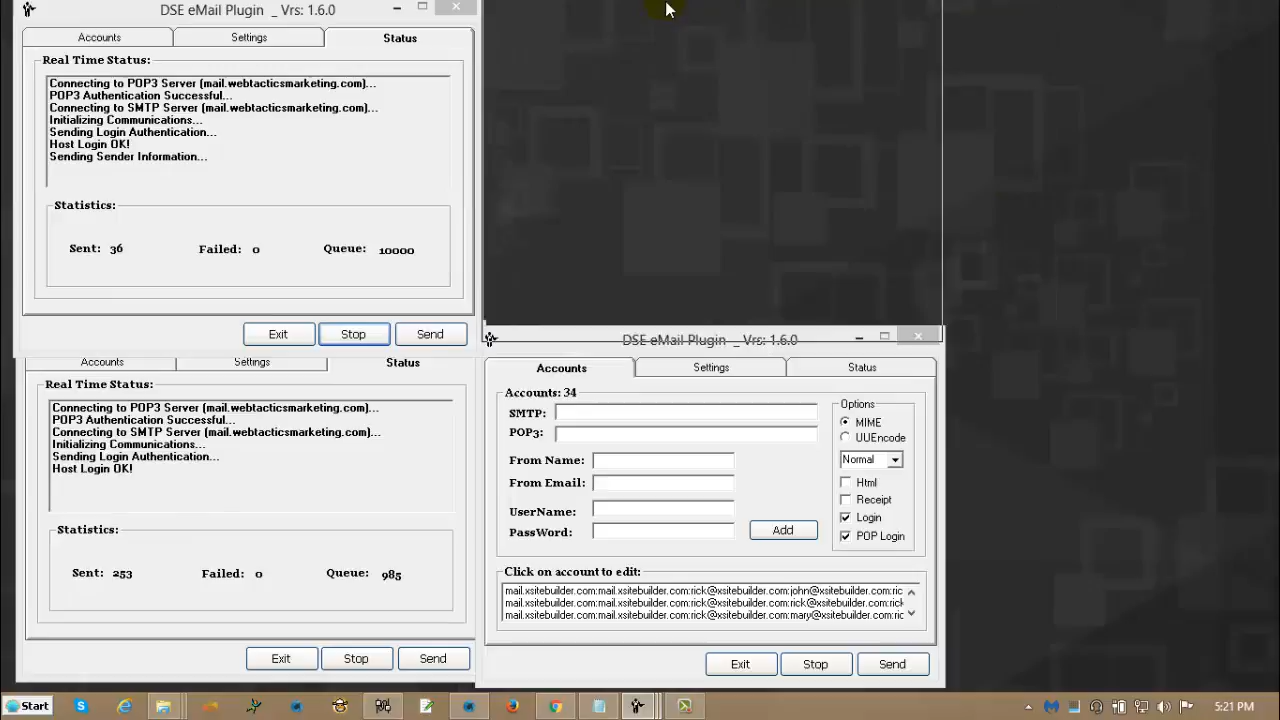 DSE eMail Plugin _ Vrs: 1.6.0
Accounts
Settings
Status
Real Time Status:
Connecting to POP3 Server (mail.webtacticsmarketing.com)...
POP3 Authentication Successful...
Connecting to SMTP Server (mail.webtacticsmarketing.com)...
Initializing Communications...
Sending Login Authentication...
Host Login OK!
Sending Sender Information...
Statistics:
Sent: 36 Failed: 0 Queue: 10000
Exit
Stop
Send
Accounts
Settings
Status
Real Time Status:
Connecting to POP3 Server (mail.webtacticsmarketing.com)...
POP3 Authentication Successful...
Connecting to SMTP Server (mail.webtacticsmarketing.com)...
Initializing Communications...
Sending Login Authentication...
Host Login OK!
Statistics:
Sent: 253 Failed: 0 Queue: 985
Exit
Stop
Send
DSE eMail Plugin _ Vrs: 1.6.0
Accounts
Settings
Status
Accounts: 34
SMTP:
POP3:
From Name:
From Email:
UserName:
PassWord:
Add
Options
MIME
UUEncode
Normal
Html
Receipt
Login
POP Login
Click on account to edit:
mail.xsitebuilder.com:mail.xsitebuilder.com:rick@xsitebuilder.com:john@xsitebuilder.com:ric
mail.xsitebuilder.com:mail.xsitebuilder.com:rick@xsitebuilder.com:rick@xsitebuilder.com:rick
mail.xsitebuilder.com:mail.xsitebuilder.com:rick@xsitebuilder.com:mary@xsitebuilder.com:ric
Exit
Stop
Send
Start
5:21 PM